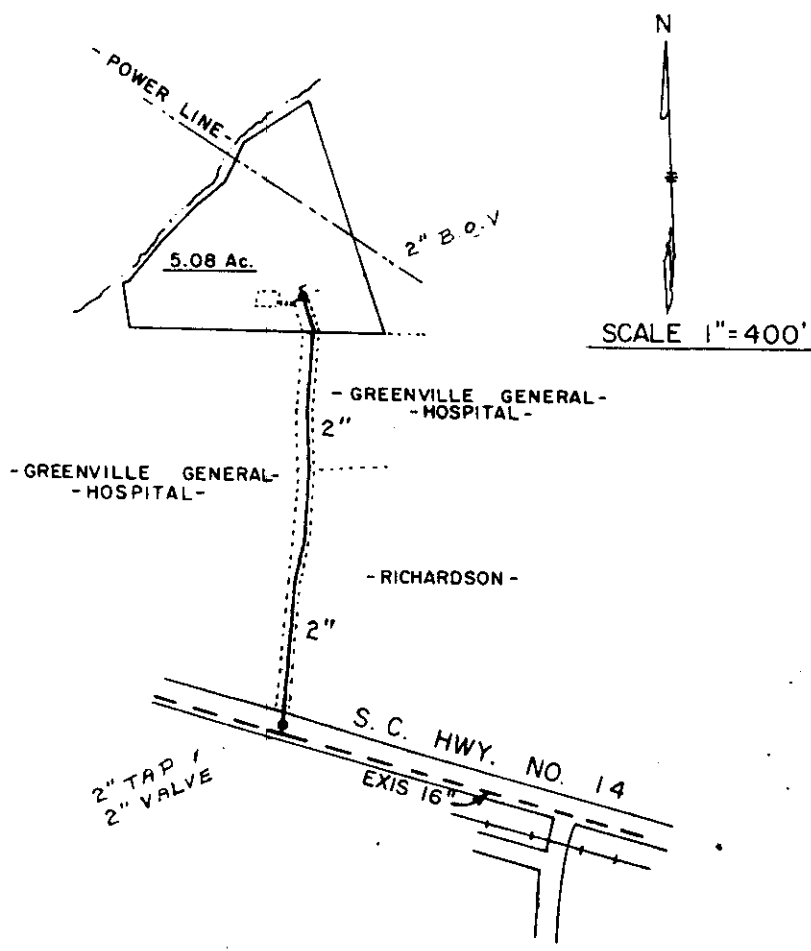 N
- POWER LINE -
2" B.O.V
5.08 Ac.
SCALE 1"=400'
- GREENVILLE GENERAL-
-HOSPITAL-
2"
- GREENVILLE GENERAL-
-HOSPITAL-
- RICHARDSON -
2"
S. C. HWY. NO. 14
2" TAP /
2" VALVE
EXIS 16"